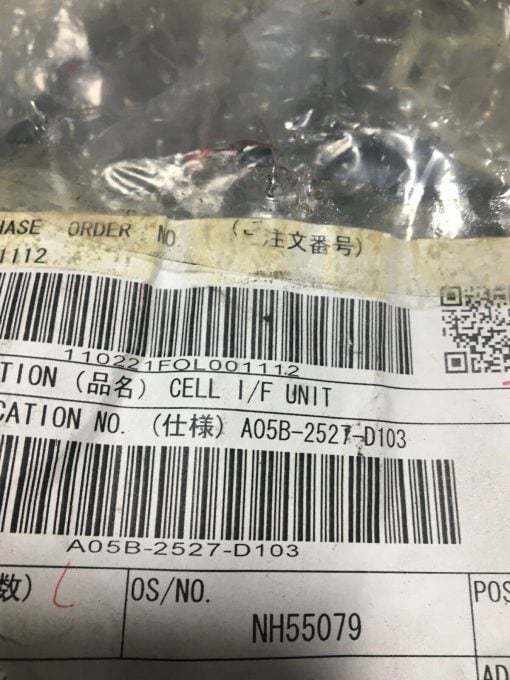 HASE ORDER NO. (ご注文番号)
1112
110221FOL001112
TION (品名) CELL I/F UNIT
CATION NO. (仕様) A05B-2527-D103
A05B-2527-D103
数) OS/NO. POS
NH55079
AD